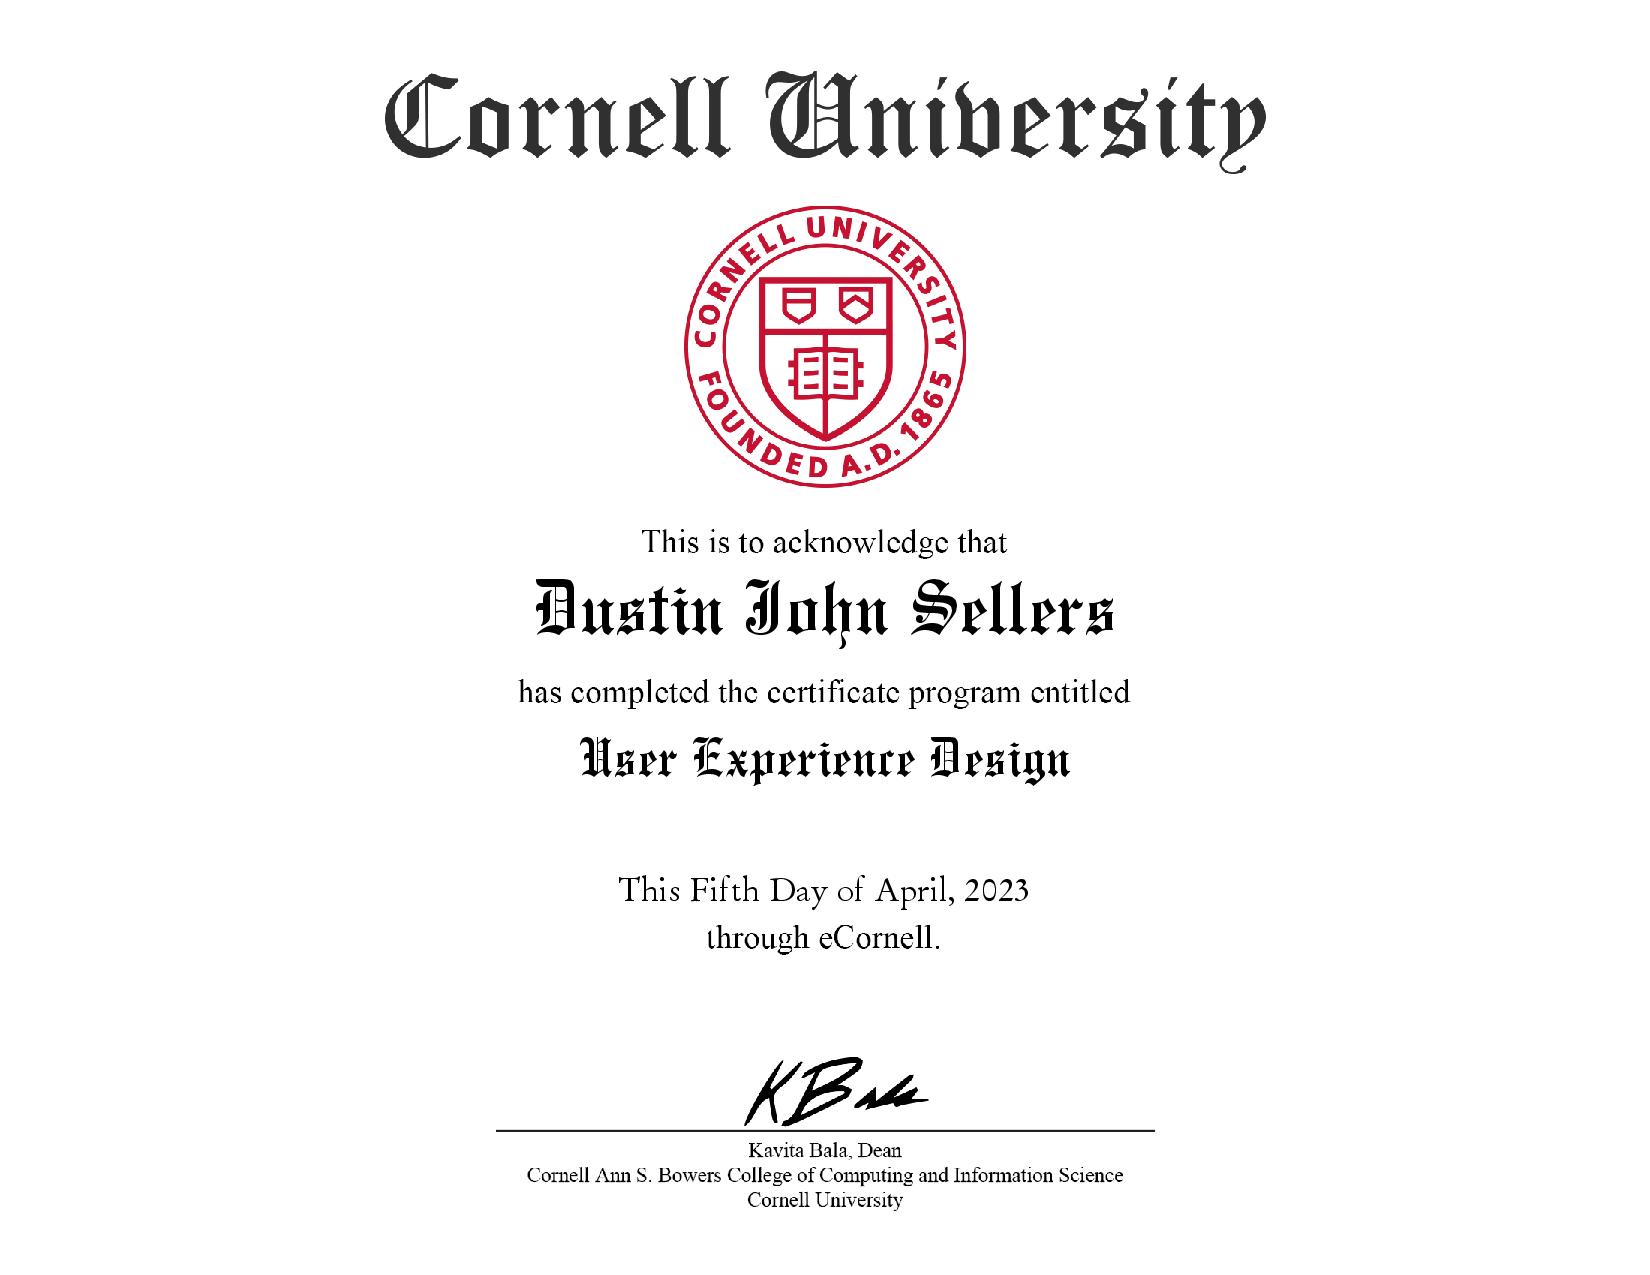 Cornell University
CORNELL UNIVERSITY
FOUNDED A.D. 1865
This is to acknowledge that
Dustin John Sellers
has completed the certificate program entitled
User Experience Design
This Fifth Day of April, 2023
through eCornell.
K Bala
Kavita Bala, Dean
Cornell Ann S. Bowers College of Computing and Information Science
Cornell University